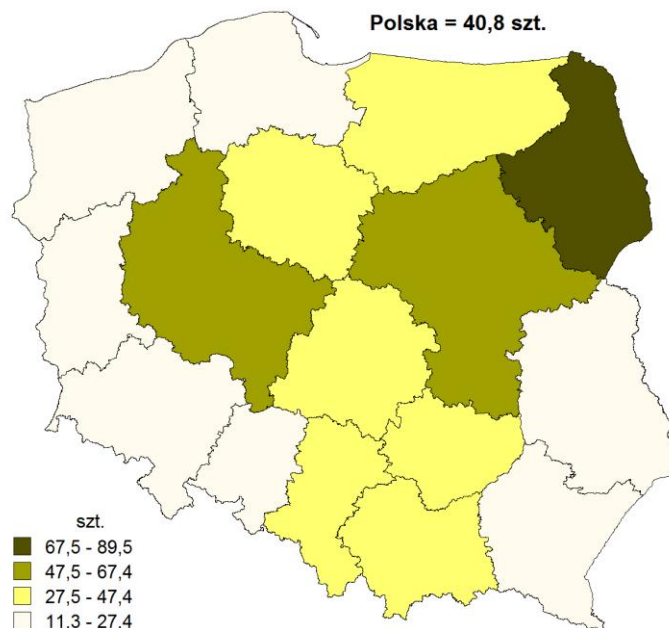 Polska = 40,8 szt.
szt.
67,5 - 89,5
47,5 - 67,4
27,5 - 47,4
11,3 - 27,4